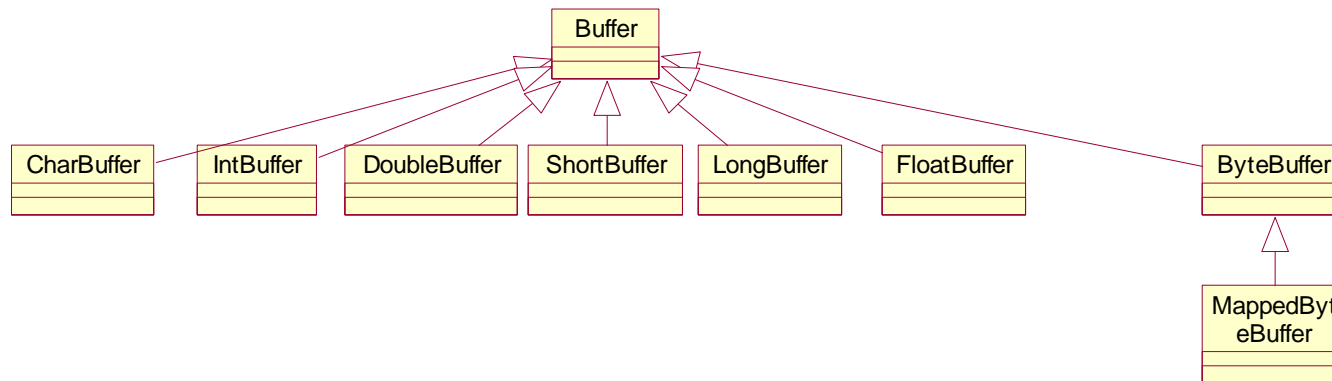 Buffer
CharBuffer
IntBuffer
DoubleBuffer
ShortBuffer
LongBuffer
FloatBuffer
ByteBuffer
MappedByt
eBuffer